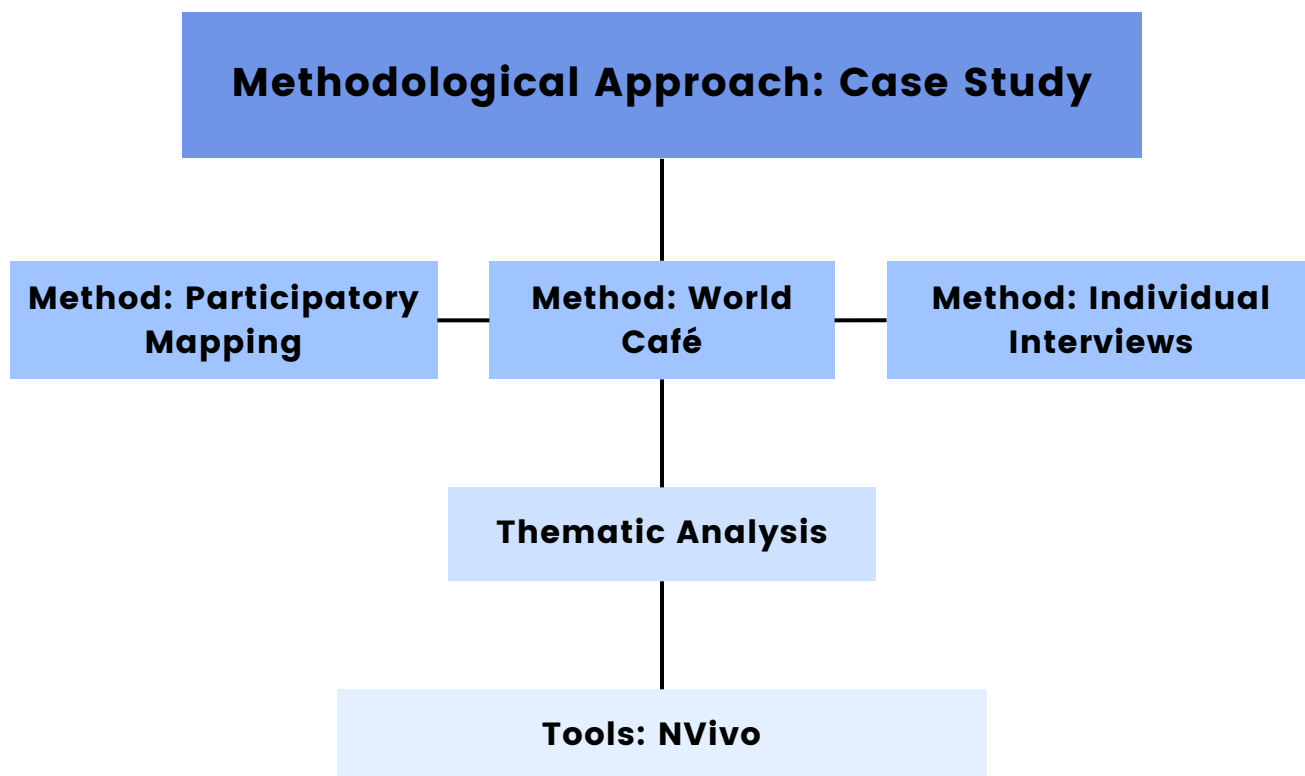 Methodological Approach: Case Study
Method: Participatory
Mapping
Method: World
Café
Method: Individual
Interviews
Thematic Analysis
Tools: NVivo